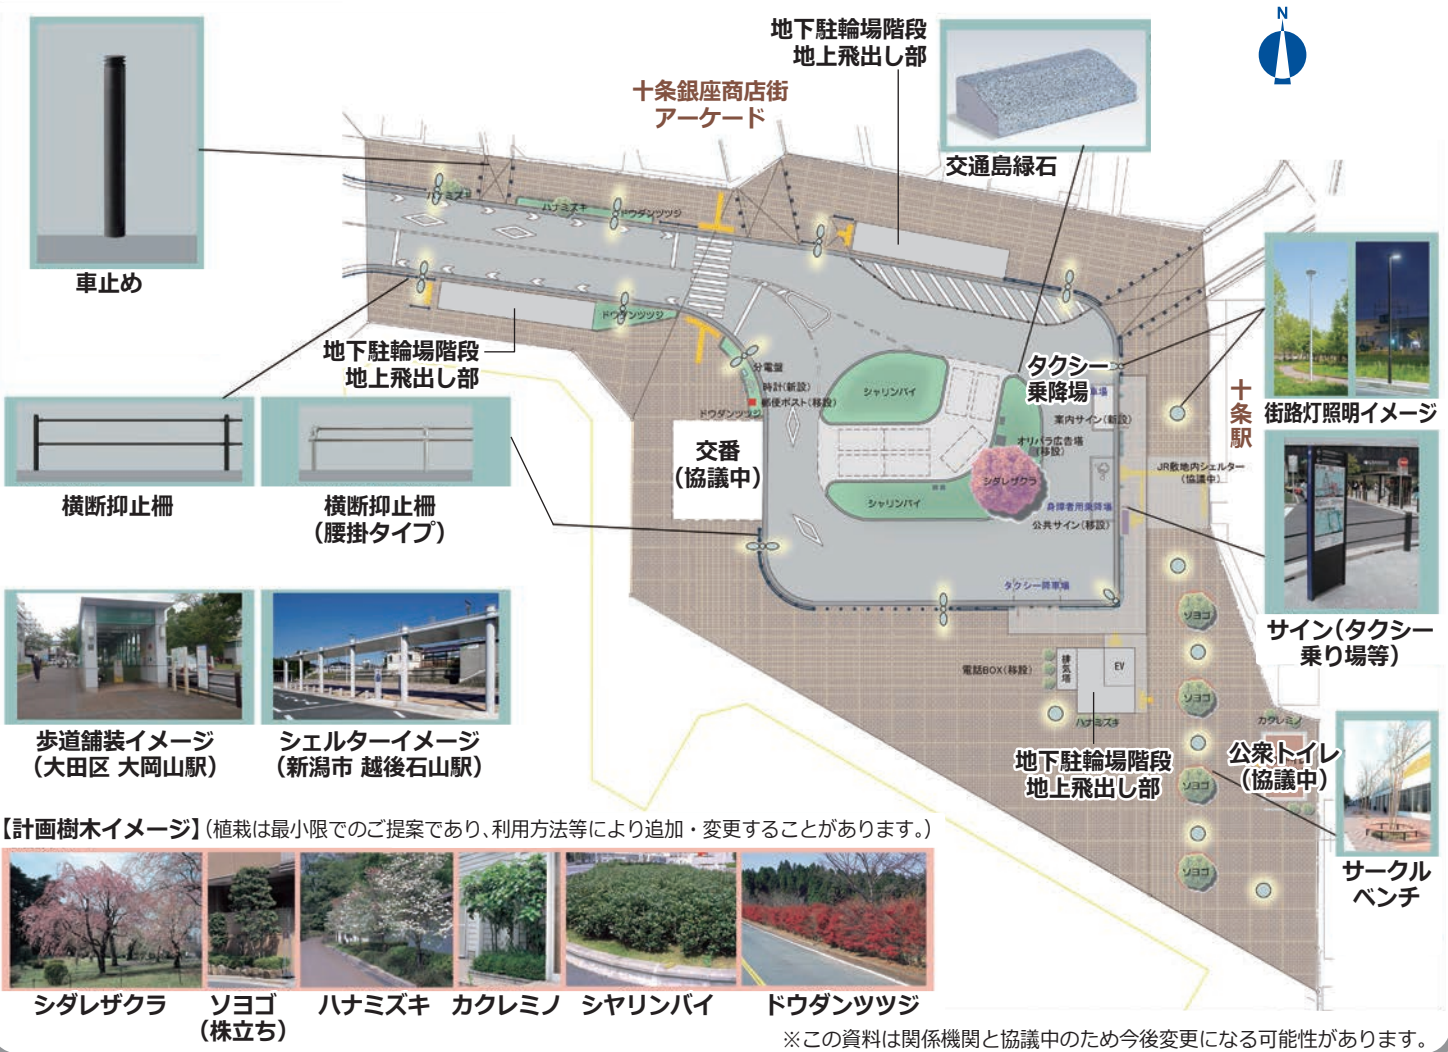 N
地下駐輪場階段
地上飛出し部
十条銀座商店街
アーケード
交通島縁石
車止め
ハナミズキ
ハナミズキ
ドウダンツツジ
ドウダンツツジ
地下駐輪場階段
地上飛出し部
分電盤
時計(新設)
郵便ポスト(移設)
ドウダンツツジ
シャリンバイ
タクシー
乗降場
車場
案内サイン(新設)
オリパラ広告塔
(移設)
十条駅
街路灯照明イメージ
交番
(協議中)
シダレザクラ
シャリンバイ
JR敷地内シェルター
(協議中)
身障者用乗降場
公共サイン(移設)
横断抑止柵
横断抑止柵
(腰掛タイプ)
タクシー降車場
サイン(タクシー
乗り場等)
ソヨゴ
電話BOX(移設)
排気塔
EV
ハナミズキ
ソヨゴ
カクレミノ
歩道舗装イメージ
(大田区 大岡山駅)
シェルターイメージ
(新潟市 越後石山駅)
地下駐輪場階段
地上飛出し部
公衆トイレ
(協議中)
ソヨゴ
ソヨゴ
サークル
ベンチ
【計画樹木イメージ】(植栽は最小限でのご提案であり、利用方法等により追加・変更することがあります。)
シダレザクラ
ソヨゴ
(株立ち)
ハナミズキ
カクレミノ
シヤリンバイ
ドウダンツツジ
※この資料は関係機関と協議中のため今後変更になる可能性があります。